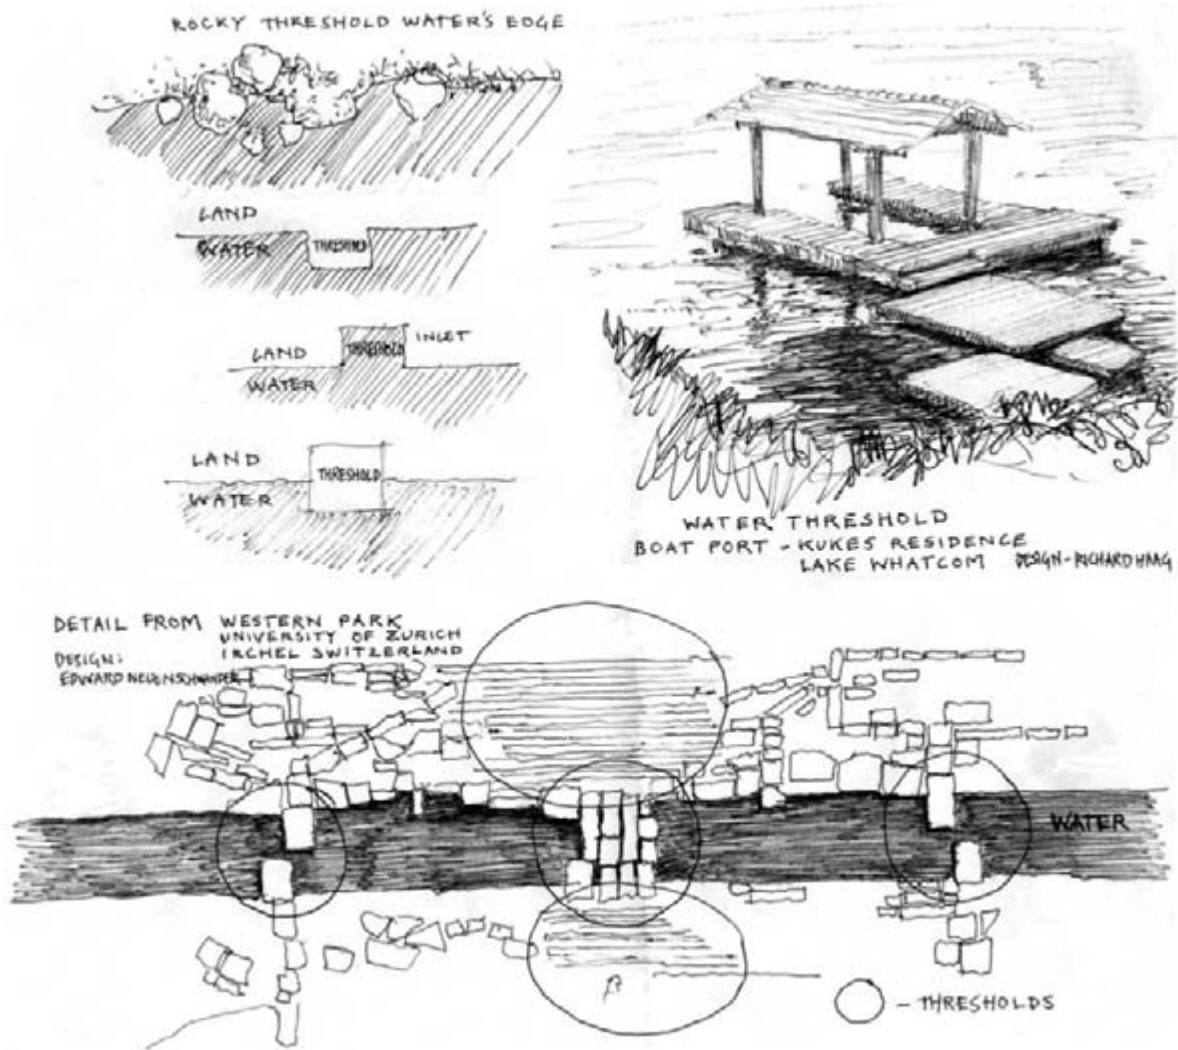 ROCKY THRESHOLD WATER'S EDGE
LAND
WATER
THRESHOLD
LAND
WATER
THRESHOLD
INLET
LAND
WATER
THRESHOLD
WATER THRESHOLD
BOAT PORT - KUKES RESIDENCE
LAKE WHATCOM
DESIGN - RICHARD HAAG
DETAIL FROM WESTERN PARK
UNIVERSITY OF ZURICH
IRCHEL SWITZERLAND
DESIGN:
EDWARD
WATER
- THRESHOLDS